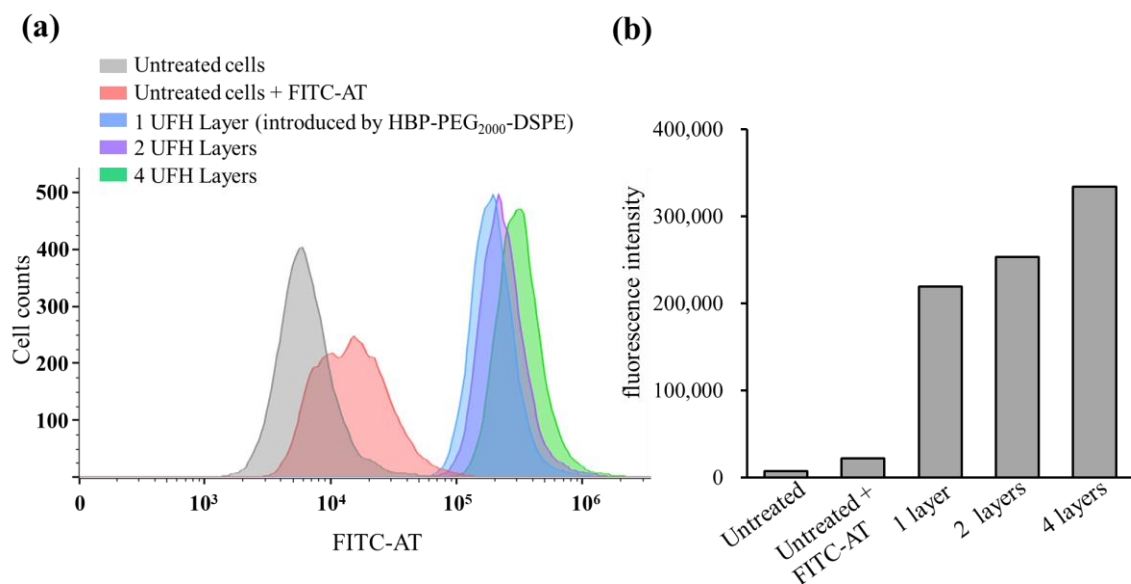 (a)
Untreated cells
Untreated cells + FITC-AT
1 UFH Layer (introduced by HBP-PEG2000-DSPE)
2 UFH Layers
4 UFH Layers
500
400
300
200
100
Cell counts
0
10³
10⁴
10⁵
10⁶
FITC-AT
(b)
400,000
300,000
200,000
100,000
0
fluorescence intensity
Untreated
Untreated +
FITC-AT
1 layer
2 layers
4 layers